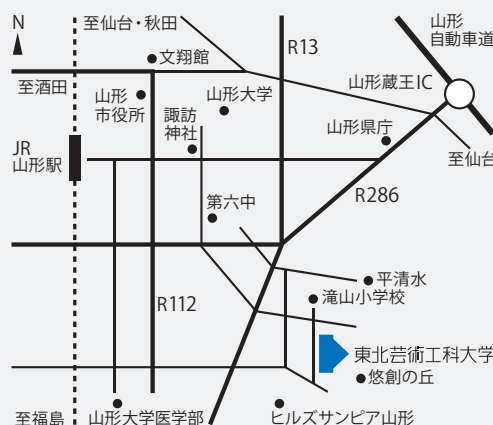 N
至仙台・秋田
山形
自動車道
R13
文翔館
至酒田
山形蔵王IC
山形
市役所
山形大学
諏訪
神社
山形県庁
JR
山形駅
至仙台
R286
第六中
平清水
滝山小学校
R112
東北芸術工科大学
悠創の丘
至福島
山形大学医学部
ヒルズサンピア山形